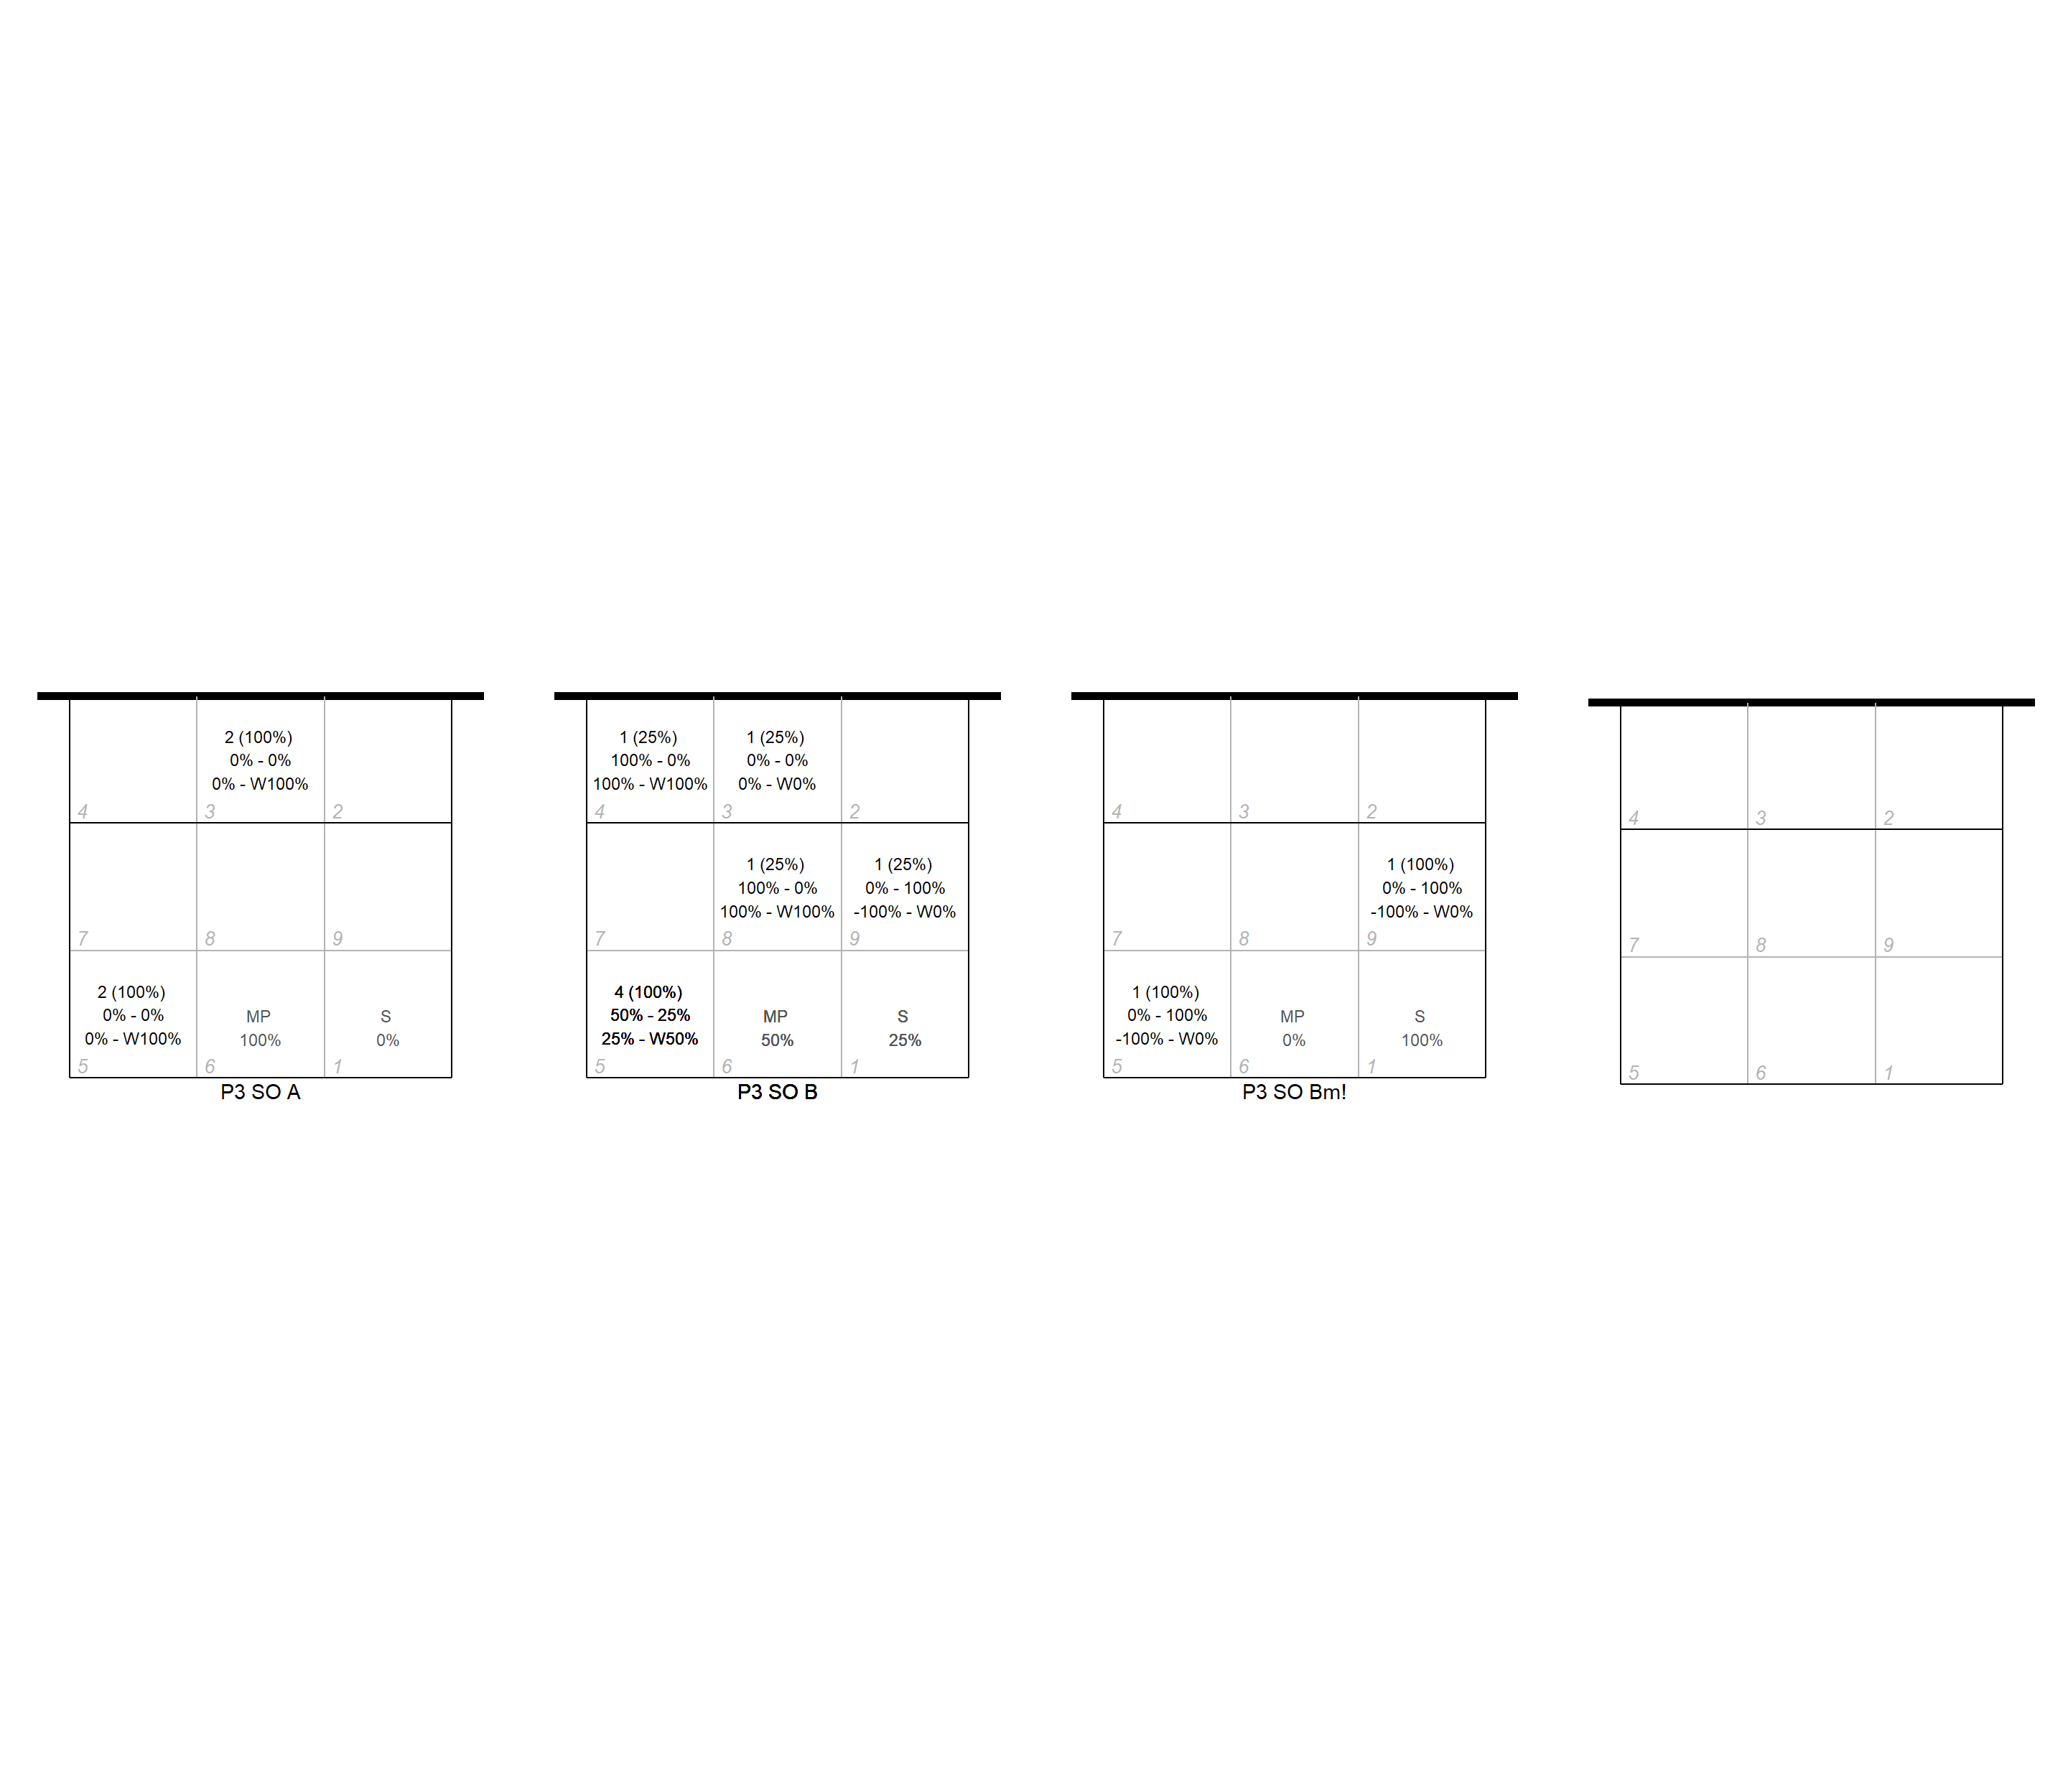 2 (100%)
0% - 0%
0% - W100%
4
3
2
7
8
9
2 (100%)
0% - 0%
0% - W100%
5
MP
100%
6
S
0%
1
P3 SO A
1 (25%)
100% - 0%
100% - W100%
4
1 (25%)
0% - 0%
0% - W0%
3
2
7
1 (25%)
100% - 0%
100% - W100%
8
1 (25%)
0% - 100%
-100% - W0%
9
4 (100%)
50% - 25%
25% - W50%
5
MP
50%
6
S
25%
1
P3 SO B
4
3
2
7
8
1 (100%)
0% - 100%
-100% - W0%
9
1 (100%)
0% - 100%
-100% - W0%
5
MP
0%
6
S
100%
1
P3 SO Bm!
4
3
2
7
8
9
5
6
1